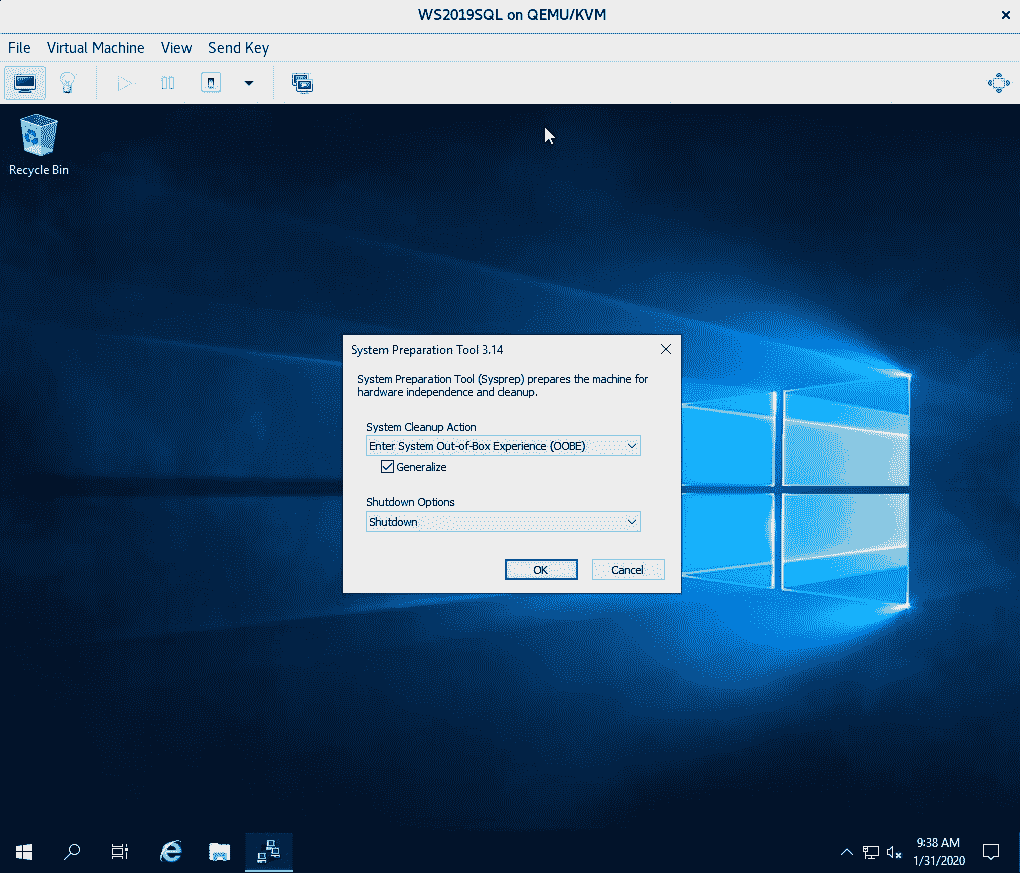 WS2019SQL on QEMU/KVM
File Virtual Machine View Send Key
Recycle Bin
System Preparation Tool 3.14
System Preparation Tool (Sysprep) prepares the machine for
hardware independence and cleanup.
System Cleanup Action
Enter System Out-of-Box Experience (OOBE)
Generalize
Shutdown Options
Shutdown
OK Cancel
9:38 AM
1/31/2020